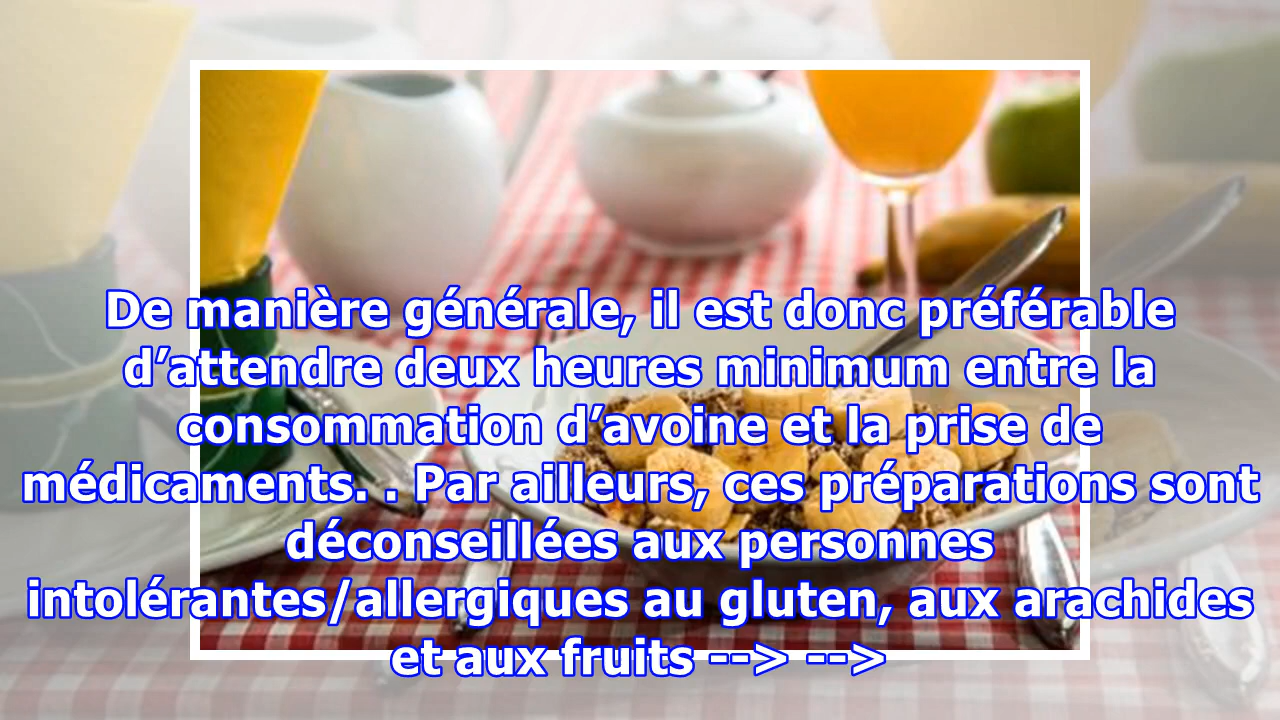 De manière générale, il est donc préférable
d’attendre deux heures minimum entre la
consommation d’avoine et la prise de
médicaments. . Par ailleurs, ces préparations sont
déconseillées aux personnes
intolérantes/allergiques au gluten, aux arachides
et aux fruits --> -->